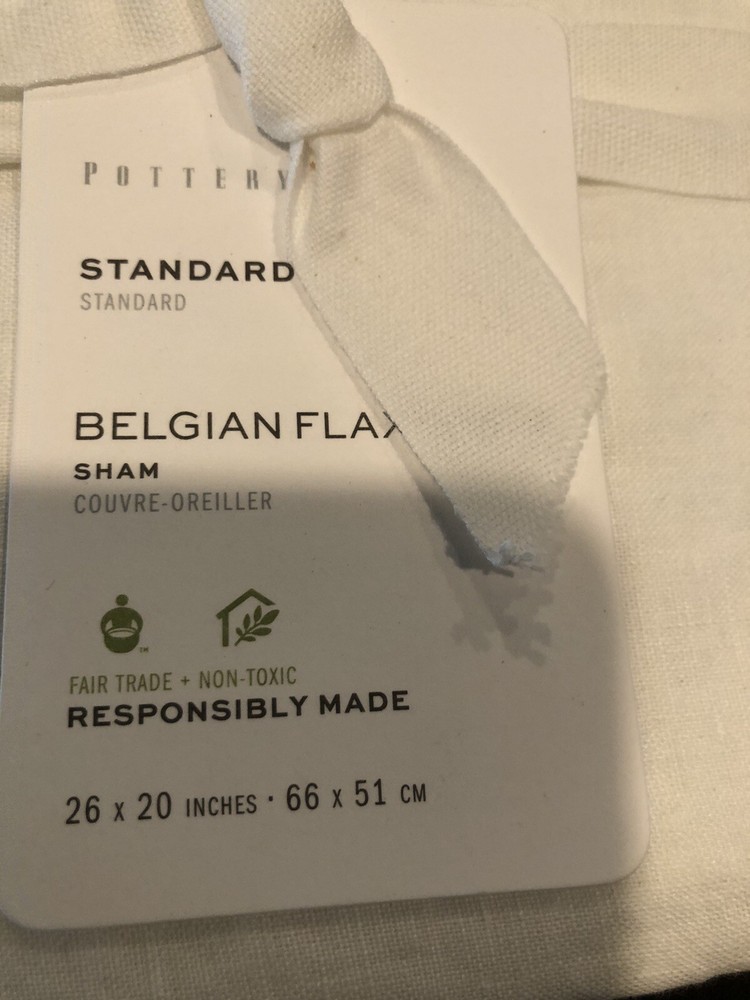 POTTERY
STANDARD
STANDARD
BELGIAN FLAX
SHAM
COUVRE-OREILLER
TM
FAIR TRADE + NON-TOXIC
RESPONSIBLY MADE
26 x 20 INCHES · 66 x 51 CM